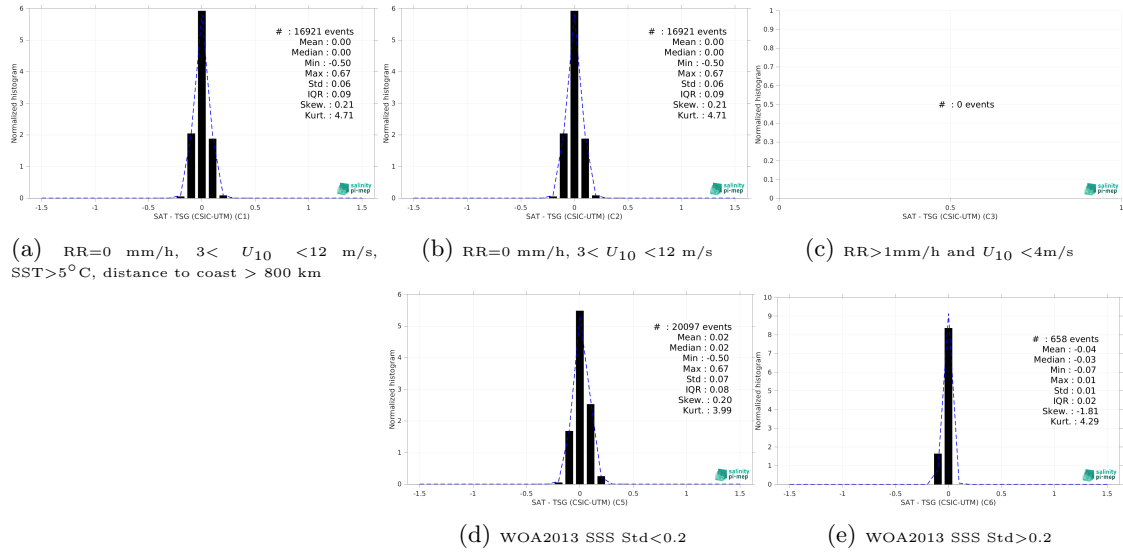 6
5
4
3
2
1
0
Normalized histogram
# : 16921 events
Mean : 0.00
Median : 0.00
Min : -0.50
Max : 0.67
Std : 0.06
IQR : 0.09
Skew. : 0.21
Kurt. : 4.71
salinity
pi-mep
-1.5 -1 -0.5 0 0.5 1 1.5
SAT - TSG (CSIC-UTM) (C1)
(a) RR=0 mm/h, 3< U10 <12 m/s,
SST>5°C, distance to coast > 800 km
6
5
4
3
2
1
0
Normalized histogram
# : 16921 events
Mean : 0.00
Median : 0.00
Min : -0.50
Max : 0.67
Std : 0.06
IQR : 0.09
Skew. : 0.21
Kurt. : 4.71
salinity
pi-mep
-1.5 -1 -0.5 0 0.5 1 1.5
SAT - TSG (CSIC-UTM) (C2)
(b) RR=0 mm/h, 3< U10 <12 m/s
1
0.9
0.8
0.7
0.6
0.5
0.4
0.3
0.2
0.1
0
Normalized histogram
# : 0 events
salinity
pi-mep
0 0.5 1
SAT - TSG (CSIC-UTM) (C3)
(c) RR>1mm/h and U10 <4m/s
6
5
4
3
2
1
0
Normalized histogram
# : 20097 events
Mean : 0.02
Median : 0.02
Min : -0.50
Max : 0.67
Std : 0.07
IQR : 0.08
Skew. : 0.20
Kurt. : 3.99
salinity
pi-mep
-1.5 -1 -0.5 0 0.5 1 1.5
SAT - TSG (CSIC-UTM) (C5)
(d) WOA2013 SSS Std<0.2
10
9
8
7
6
5
4
3
2
1
0
Normalized histogram
# : 658 events
Mean : -0.04
Median : -0.03
Min : -0.07
Max : 0.01
Std : 0.01
IQR : 0.02
Skew. : -1.81
Kurt. : 4.29
salinity
pi-mep
-1.5 -1 -0.5 0 0.5 1 1.5
SAT - TSG (CSIC-UTM) (C6)
(e) WOA2013 SSS Std>0.2